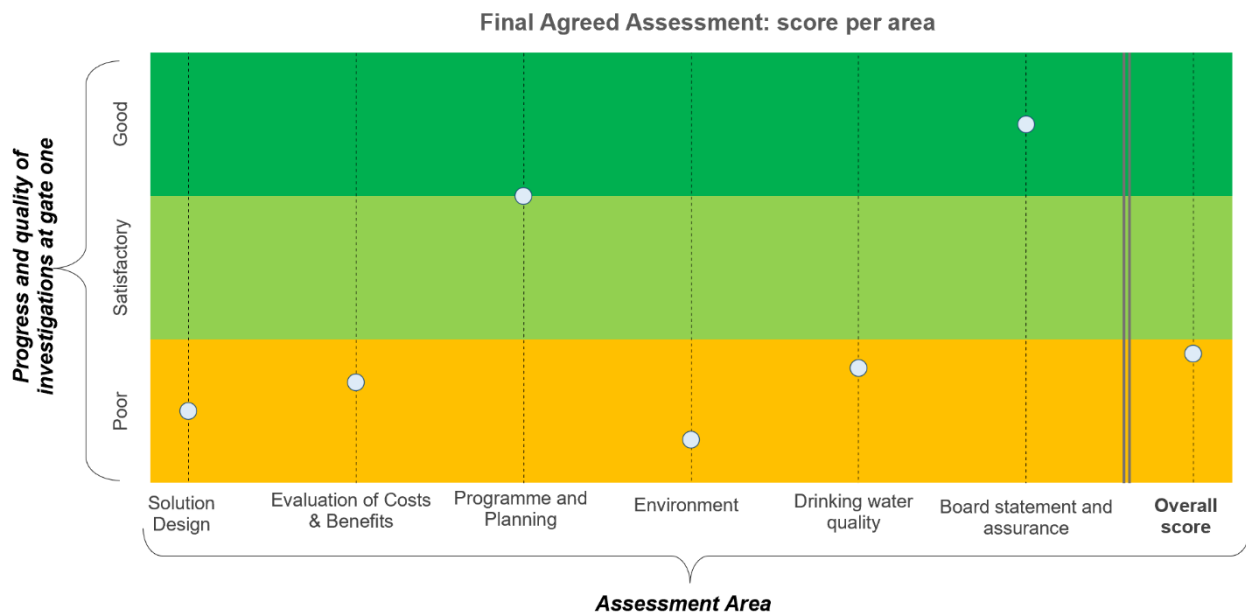 Final Agreed Assessment: score per area
Progress and quality of
investigations at gate one
Good
Satisfactory
Poor
Solution
Design
Evaluation of Costs
& Benefits
Programme and
Planning
Environment
Drinking water
quality
Board statement and
assurance
Overall
score
Assessment Area